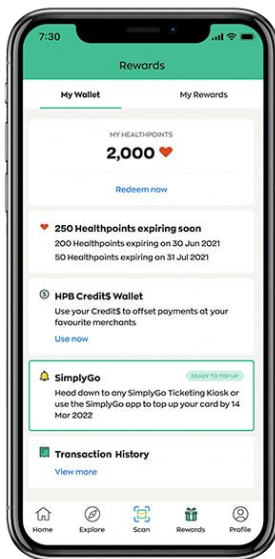 7:30
Rewards
My Wallet
My Rewards
MY HEALTHPOINTS
2,000
Redeem now
250 Healthpoints expiring soon
200 Healthpoints expiring on 30 Jun 2021
50 Healthpoints expiring on 31 Jul 2021
HPB Credit$ Wallet
Use your Credit$ to offset payments at your
favourite merchants
Use now
SimplyGo
READY TO TOP UP
Head down to any SimplyGo Ticketing Kiosk or
use the SimplyGo app to top up your card by 14
Mar 2022
Transaction History
View more
Home
Explore
Scan
Rewards
Profile